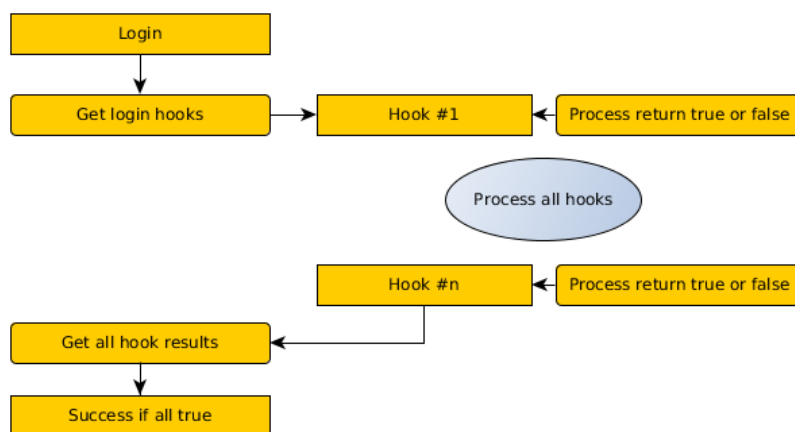 Login
Get login hooks
Hook #1
Process return true or false
Process all hooks
Hook #n
Process return true or false
Get all hook results
Success if all true